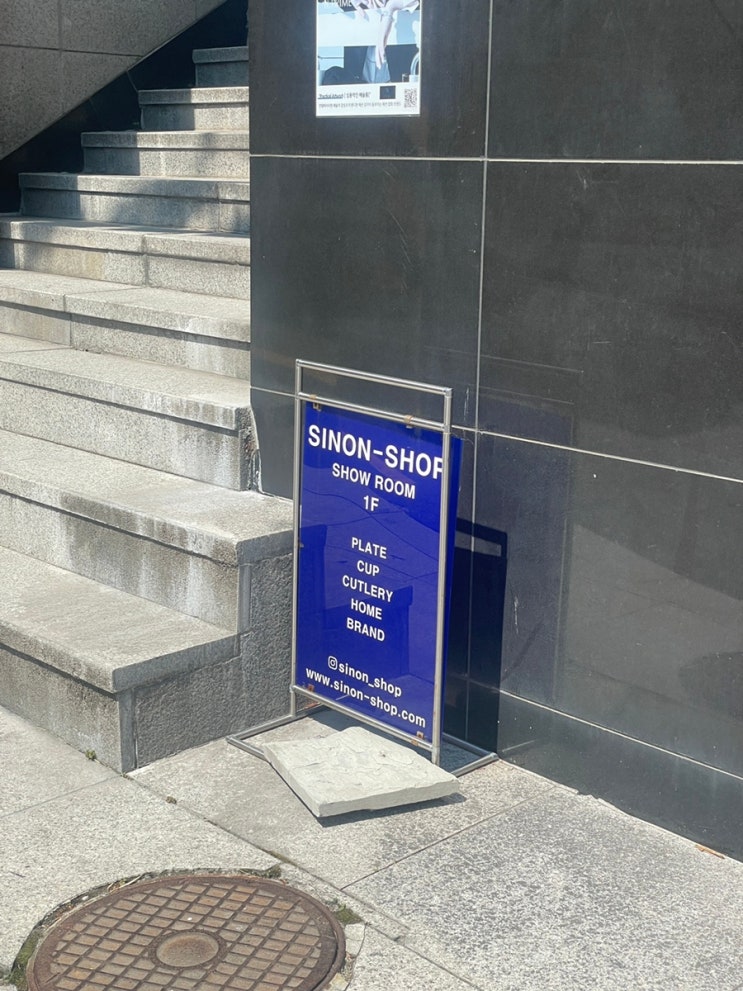 SINON-SHOP
SHOW ROOM
1F
PLATE
CUP
CUTLERY
HOME
BRAND
sinon_shop
www.sinon-shop.com